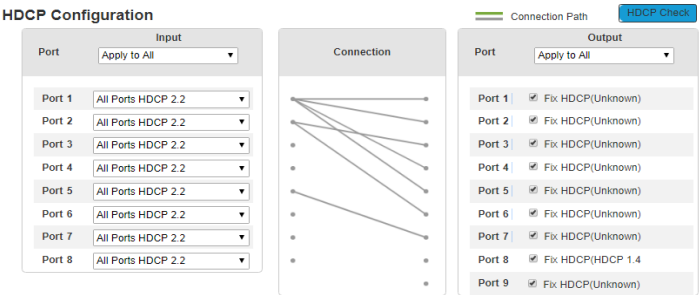 HDCP Configuration
Connection Path
HDCP Check
Input
Port
Apply to All
Connection
Output
Port
Apply to All
Port 1 All Ports HDCP 2.2
Port 2 All Ports HDCP 2.2
Port 3 All Ports HDCP 2.2
Port 4 All Ports HDCP 2.2
Port 5 All Ports HDCP 2.2
Port 6 All Ports HDCP 2.2
Port 7 All Ports HDCP 2.2
Port 8 All Ports HDCP 2.2
Port 1 Fix HDCP(Unknown)
Port 2 Fix HDCP(Unknown)
Port 3 Fix HDCP(Unknown)
Port 4 Fix HDCP(Unknown)
Port 5 Fix HDCP(Unknown)
Port 6 Fix HDCP(Unknown)
Port 7 Fix HDCP(Unknown)
Port 8 Fix HDCP(HDCP 1.4
Port 9 Fix HDCP(Unknown)